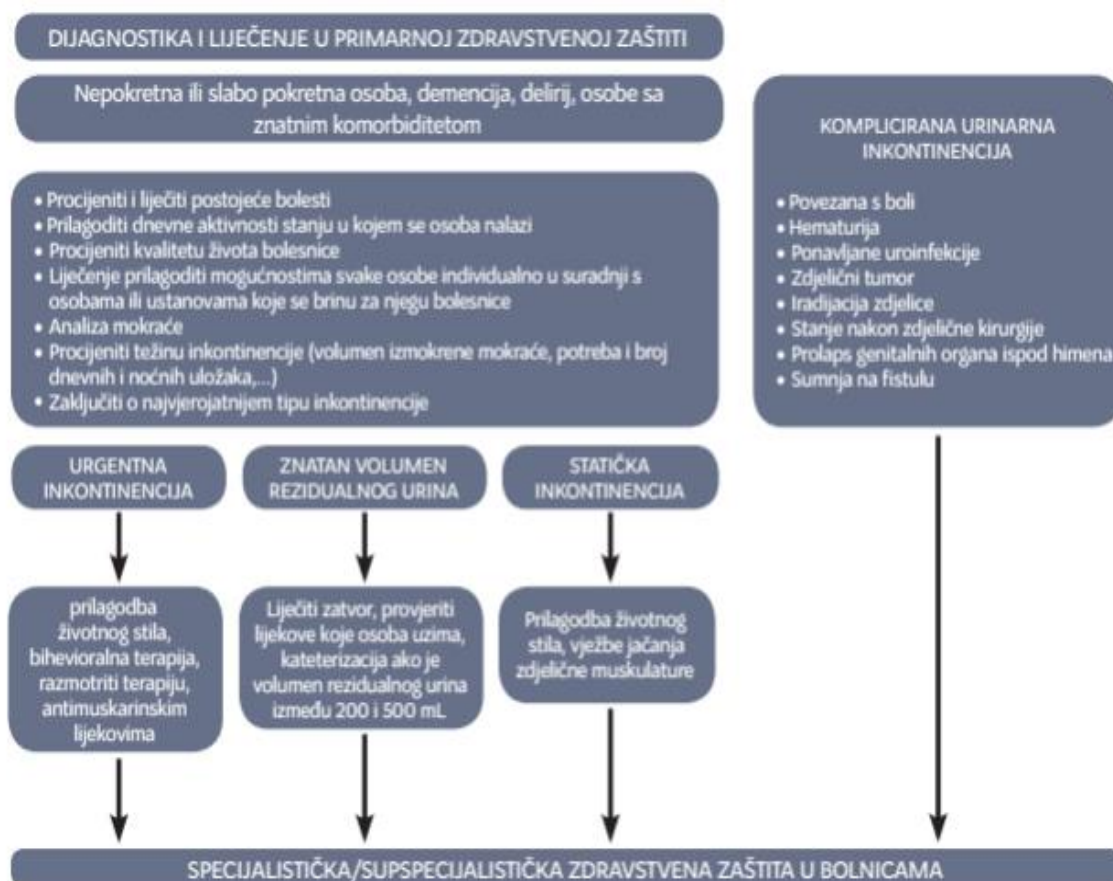 DIJAGNOSTIKA I LIJEČENJE U PRIMARNOJ ZDRAVSTVENOJ ZAŠTITI
Nepokretna ili slabo pokretna osoba, demencija, delirij, osobe sa
znatnim komorbiditetom
• Procijeniti i liječiti postojeće bolesti
• Prilagoditi dnevne aktivnosti stanju u kojem se osoba nalazi
• Procijeniti kvalitetu života bolesnice
• Liječenje prilagoditi mogućnostima svake osobe individualno u suradnji s
osobama ili ustanovama koje se brinu za njegu bolesnice
• Analiza mokraće
• Procijeniti težinu inkontinencije (volumen izmokrene mokraće, potreba i broj
dnevnih i noćnih uložaka,...)
• Zaključiti o najvjerojatnijem tipu inkontinencije
KOMPLICIRANA URINARNA
INKONTINENCIJA
• Povezana s boli
• Hematurija
• Ponavljane uroinfekcije
• Zdjelični tumor
• Iradijacija zdjelice
• Stanje nakon zdjelične kirurgije
• Prolaps genitalnih organa ispod himena
• Sumnja na fistulu
URGENTNA
INKONTINENCIJA
ZNATAN VOLUMEN
REZIDUALNOG URINA
STATIČKA
INKONTINENCIJA
prilagodba
životnog stila,
bihevioralna terapija,
razmotriti terapiju,
antimuskarinskim
lijekovima
Liječiti zatvor, provjeriti
lijekove koje osoba uzima,
kateterizacija ako je
volumen rezidualnog urina
između 200 i 500 mL
Prilagodba životnog
stila, vježbe jačanja
zdjelične muskulature
SPECIJALISTIČKA/SUPSPECIJALISTIČKA ZDRAVSTVENA ZAŠTITA U BOLNICAMA